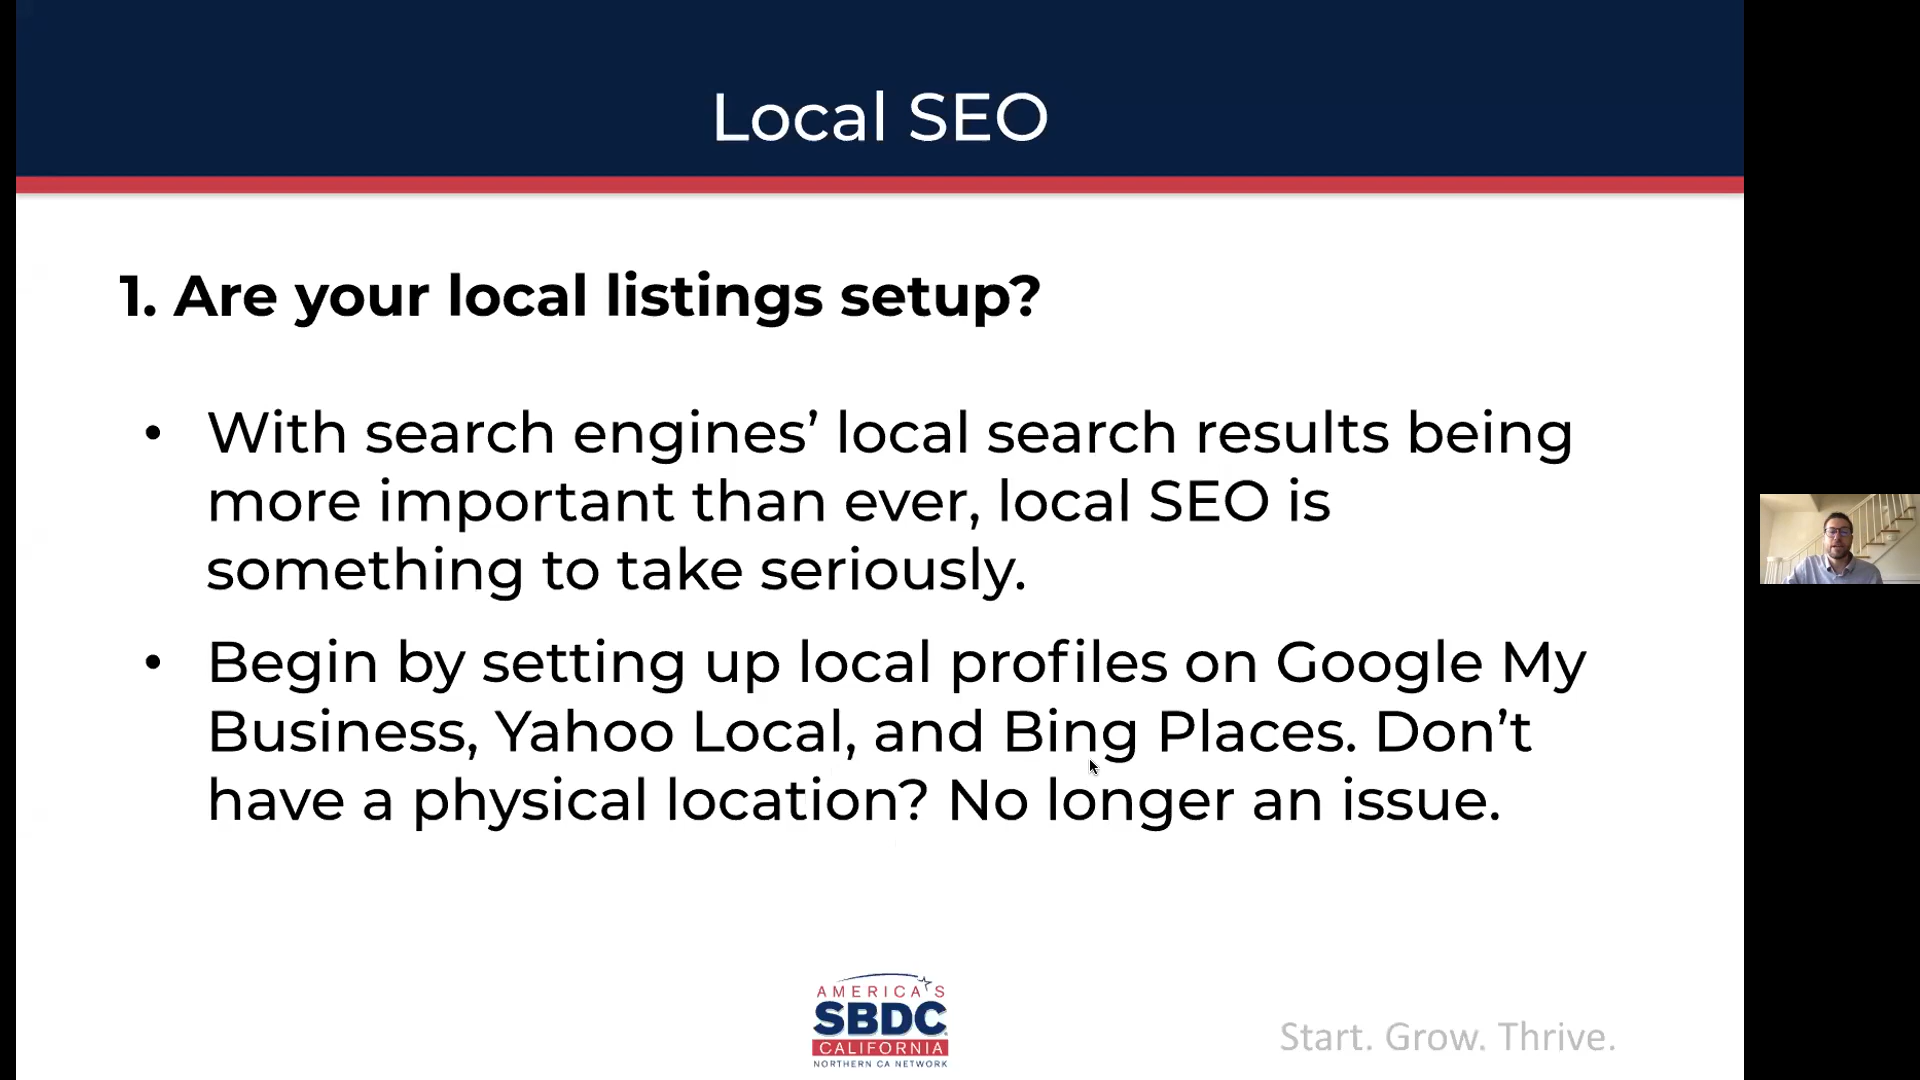 Local SEO
1. Are your local listings setup?
• With search engines’ local search results being
more important than ever, local SEO is
something to take seriously.
• Begin by setting up local profiles on Google My
Business, Yahoo Local, and Bing Places. Don’t
have a physical location? No longer an issue.
AMERICA'S
SBDC
CALIFORNIA
NORTHERN CA NETWORK
Start. Grow. Thrive.